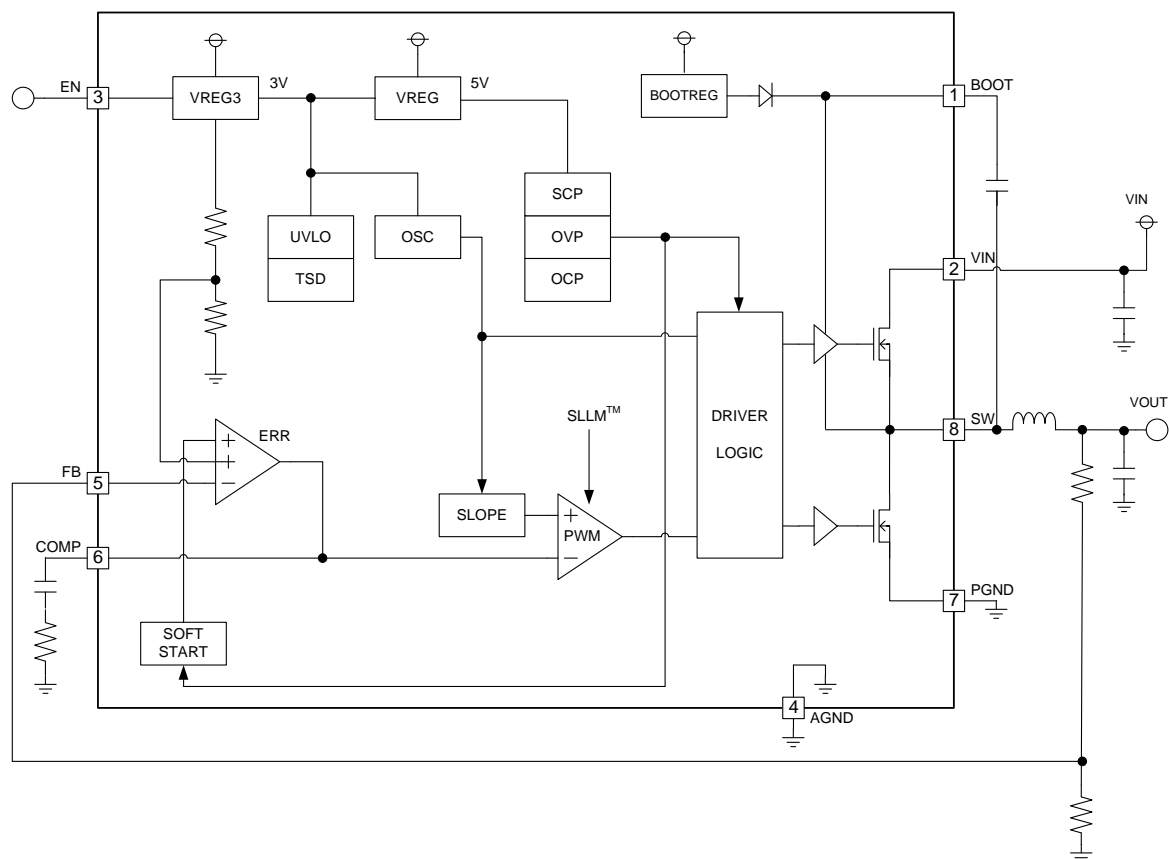 EN
3
VREG3
3V
VREG
5V
BOOTREG
1
BOOT
SCP
OVP
OCP
UVLO
TSD
OSC
VIN
2
VIN
DRIVER
LOGIC
SLLM™
ERR
+
+
−
FB
5
SLOPE
+
PWM
−
SW
8
VOUT
COMP
6
7
PGND
SOFT
START
4
AGND